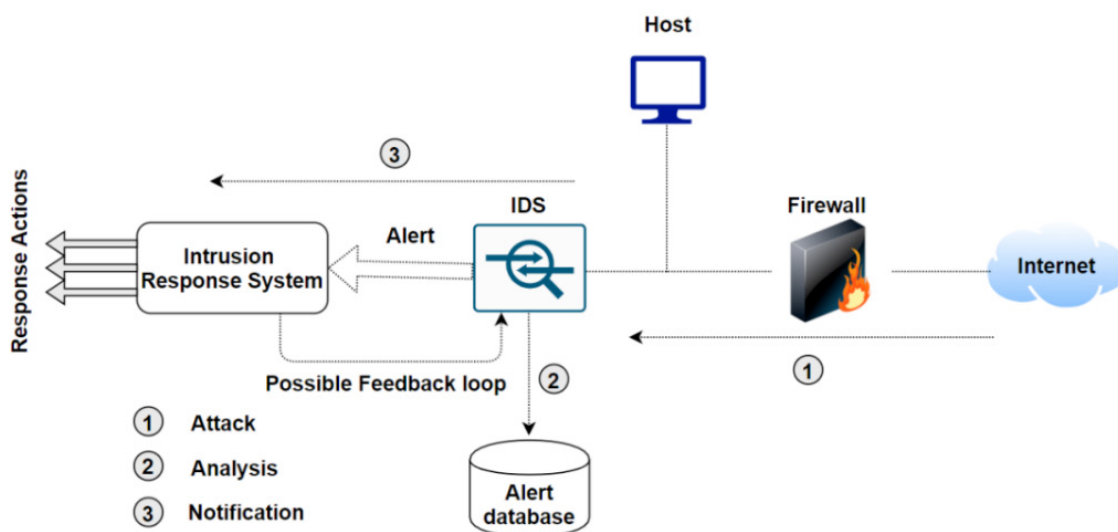 Host
3
IDS
Firewall
Response Actions
Intrusion
Response System
Alert
Internet
Possible Feedback loop
2
1
1 Attack
2 Analysis
3 Notification
Alert
database